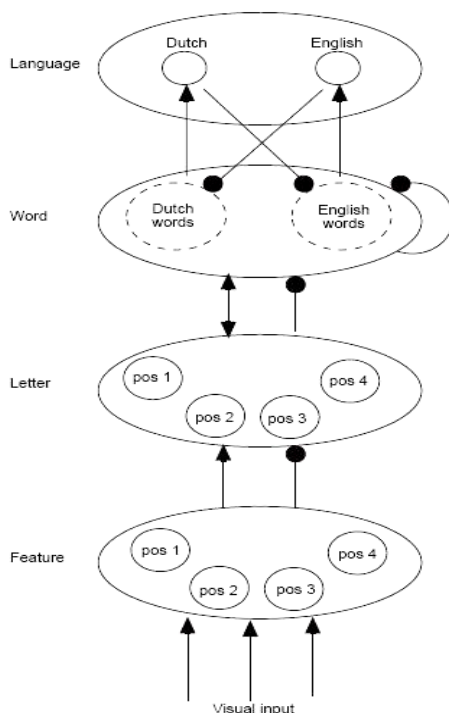 Language
Dutch
English
Word
Dutch words
English words
Letter
pos 1
pos 2
pos 3
pos 4
Feature
pos 1
pos 2
pos 3
pos 4
Visual input